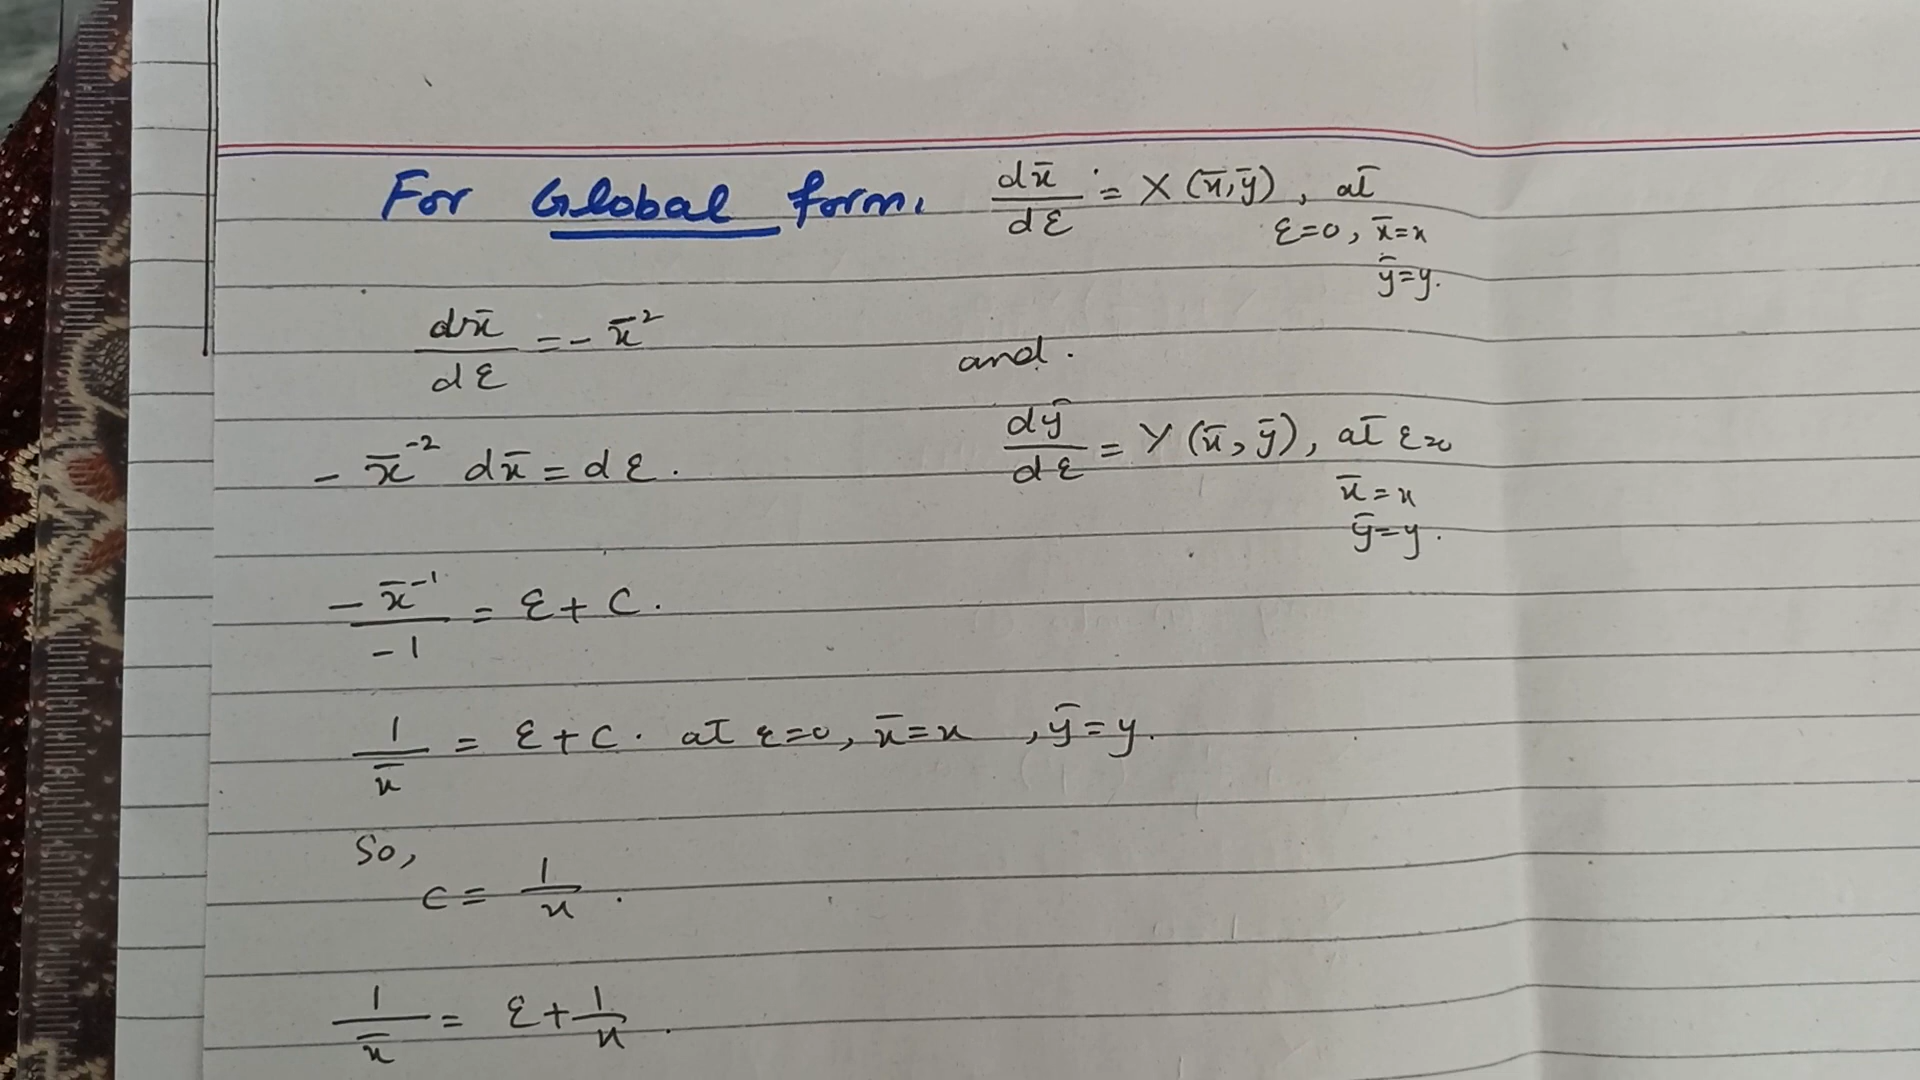 For Global form. dx̄/dε = X(x̄,ȳ), at
ε=0, x̄=x
ȳ=y.
dx̄/dε = -x̄²
and.
-x̄⁻² dx̄ = dε.
dȳ/dε = Y(x̄,ȳ), at ε=0
x̄=x
ȳ=y.
-x̄⁻¹/-1 = ε+C.
1/x̄ = ε+C. at ε=0, x̄=x, ȳ=y.
So,
C = 1/x.
1/x̄ = ε+1/x.